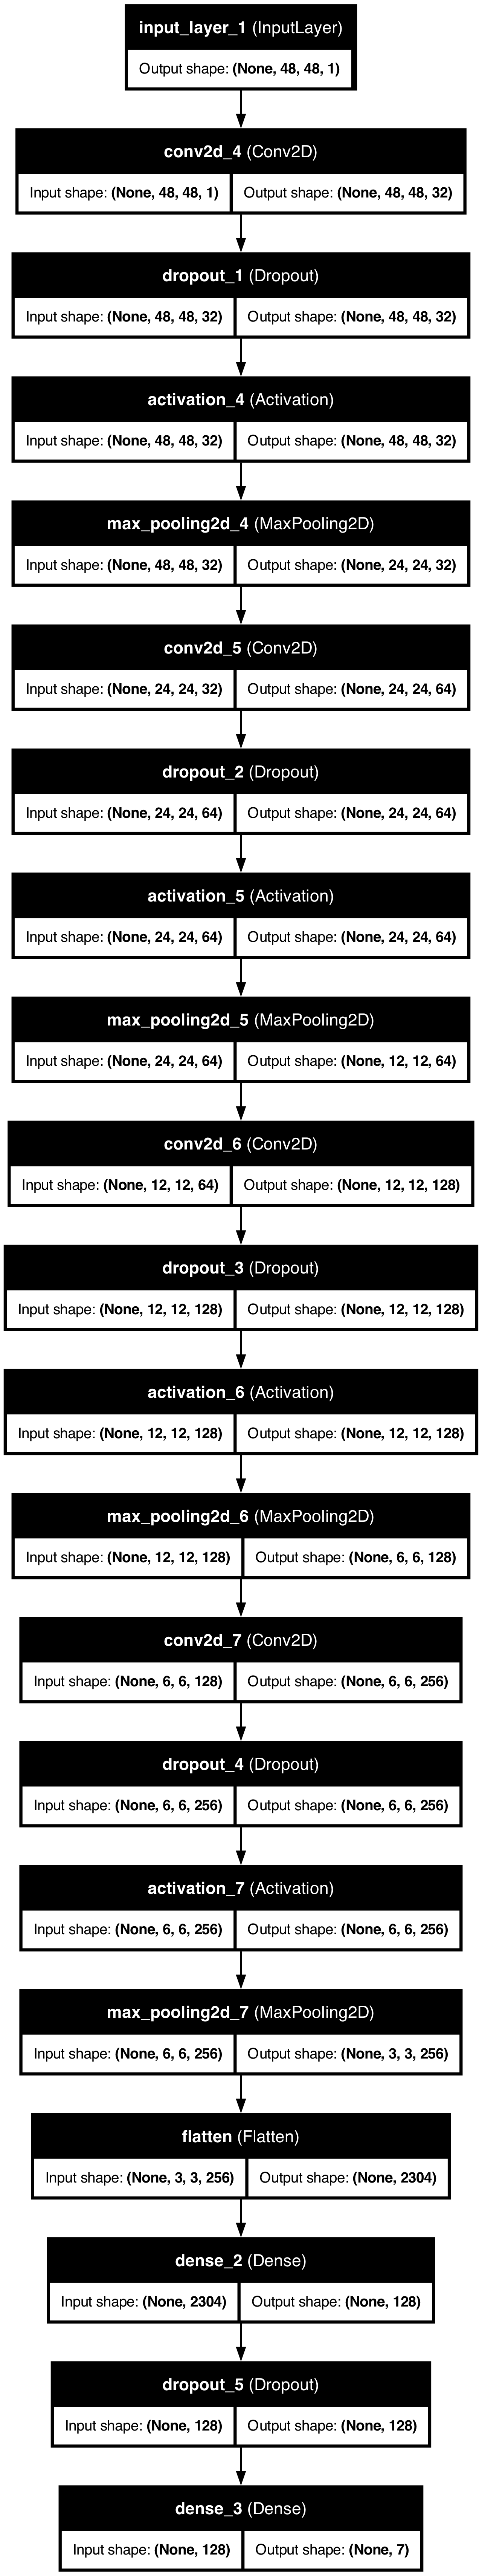 input_layer_1 (InputLayer)
Output shape: (None, 48, 48, 1)
conv2d_4 (Conv2D)
Input shape: (None, 48, 48, 1) Output shape: (None, 48, 48, 32)
dropout_1 (Dropout)
Input shape: (None, 48, 48, 32) Output shape: (None, 48, 48, 32)
activation_4 (Activation)
Input shape: (None, 48, 48, 32) Output shape: (None, 48, 48, 32)
max_pooling2d_4 (MaxPooling2D)
Input shape: (None, 48, 48, 32) Output shape: (None, 24, 24, 32)
conv2d_5 (Conv2D)
Input shape: (None, 24, 24, 32) Output shape: (None, 24, 24, 64)
dropout_2 (Dropout)
Input shape: (None, 24, 24, 64) Output shape: (None, 24, 24, 64)
activation_5 (Activation)
Input shape: (None, 24, 24, 64) Output shape: (None, 24, 24, 64)
max_pooling2d_5 (MaxPooling2D)
Input shape: (None, 24, 24, 64) Output shape: (None, 12, 12, 64)
conv2d_6 (Conv2D)
Input shape: (None, 12, 12, 64) Output shape: (None, 12, 12, 128)
dropout_3 (Dropout)
Input shape: (None, 12, 12, 128) Output shape: (None, 12, 12, 128)
activation_6 (Activation)
Input shape: (None, 12, 12, 128) Output shape: (None, 12, 12, 128)
max_pooling2d_6 (MaxPooling2D)
Input shape: (None, 12, 12, 128) Output shape: (None, 6, 6, 128)
conv2d_7 (Conv2D)
Input shape: (None, 6, 6, 128) Output shape: (None, 6, 6, 256)
dropout_4 (Dropout)
Input shape: (None, 6, 6, 256) Output shape: (None, 6, 6, 256)
activation_7 (Activation)
Input shape: (None, 6, 6, 256) Output shape: (None, 6, 6, 256)
max_pooling2d_7 (MaxPooling2D)
Input shape: (None, 6, 6, 256) Output shape: (None, 3, 3, 256)
flatten (Flatten)
Input shape: (None, 3, 3, 256) Output shape: (None, 2304)
dense_2 (Dense)
Input shape: (None, 2304) Output shape: (None, 128)
dropout_5 (Dropout)
Input shape: (None, 128) Output shape: (None, 128)
dense_3 (Dense)
Input shape: (None, 128) Output shape: (None, 7)